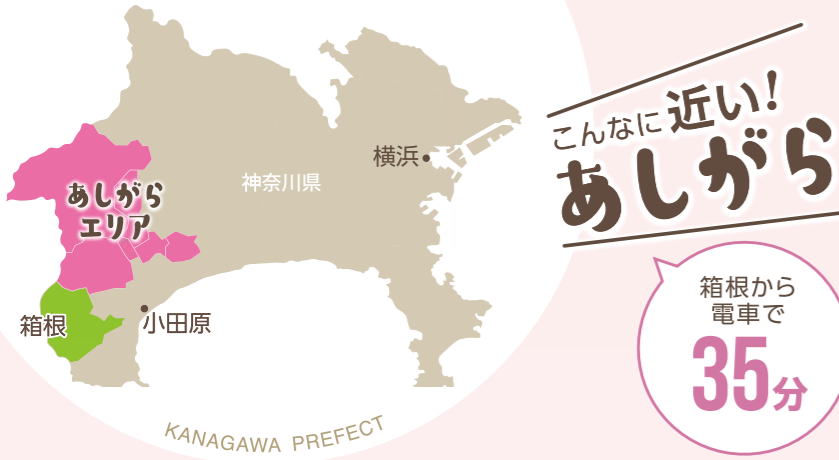 こんなに近い!
あしがら
横浜
神奈川県
あしがら
エリア
箱根
小田原
箱根から
電車で
35分
KANAGAWA PREFECT